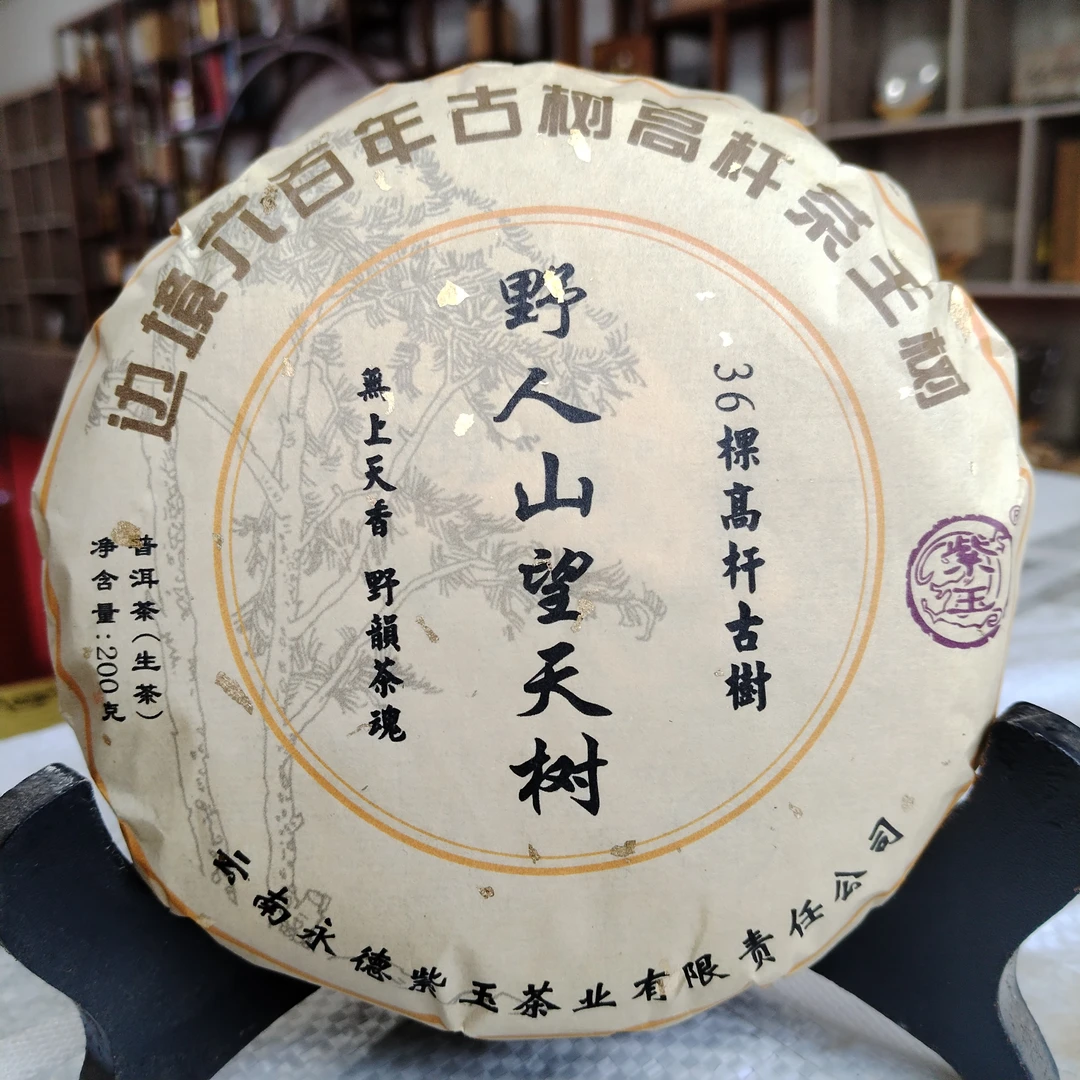 边境六百年古树高杆茶王树
36棵高杆古樹
野人山望天树
無上天香 野韻茶魂
普洱茶(生茶)
净含量:200克
紫玉
®
云南永德紫玉茶业有限责任公司